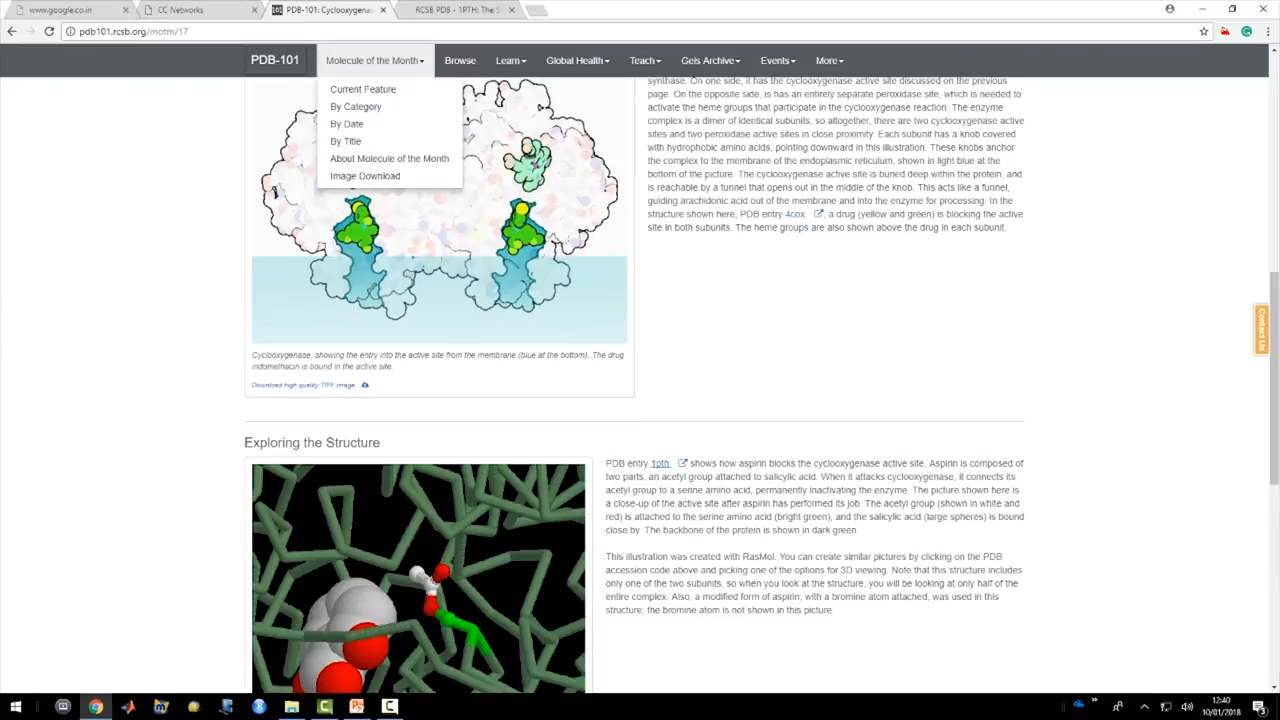 www.google.co.in
CC Networks
PDB-101: Cyclooxygena
RCSB PDB - 1PTH: The S
pdb101.rcsb.org/motm/17
PDB-101
Molecule of the Month
Browse
Learn
Global Health
Teach
Geis Archive
Events
More
Current Feature
By Category
By Date
By Title
About Molecule of the Month
Image Download
synthase. On one side, it has the cyclooxygenase active site discussed on the previous
page. On the opposite side, is has an entirely separate peroxidase site, which is needed to
activate the heme groups that participate in the cyclooxygenase reaction. The enzyme
complex is a dimer of identical subunits, so altogether, there are two cyclooxygenase active
sites and two peroxidase active sites in close proximity. Each subunit has a knob covered
with hydrophobic amino acids, pointing downward in this illustration. These knobs anchor
the complex to the membrane of the endoplasmic reticulum, shown in light blue at the
bottom of the picture. The cyclooxygenase active site is buried deep within the protein, and
is reachable by a tunnel that opens out in the middle of the knob. This acts like a funnel,
guiding arachidonic acid out of the membrane and into the enzyme for processing. In the
structure shown here, PDB entry 4cox , a drug (yellow and green) is blocking the active
site in both subunits. The heme groups are also shown above the drug in each subunit.
Cyclooxygenase, showing the entry into the active site from the membrane (blue at the bottom). The drug
indomethacin is bound in the active site.
Download high quality TIFF image
Contact Us
Exploring the Structure
PDB entry 1pth shows how aspirin blocks the cyclooxygenase active site. Aspirin is composed of
two parts, an acetyl group attached to salicylic acid. When it attacks cyclooxygenase, it connects its
acetyl group to a serine amino acid, permanently inactivating the enzyme. The picture shown here is
a close-up of the active site after aspirin has performed its job. The acetyl group (shown in white and
red) is attached to the serine amino acid (bright green), and the salicylic acid (large spheres) is bound
close by. The backbone of the protein is shown in dark green.
This illustration was created with RasMol. You can create similar pictures by clicking on the PDB
accession code above and picking one of the options for 3D viewing. Note that this structure includes
only one of the two subunits, so when you look at the structure, you will be looking at only half of the
entire complex. Also, a modified form of aspirin, with a bromine atom attached, was used in this
structure; the bromine atom is not shown in this picture.
12:40
10/01/2018